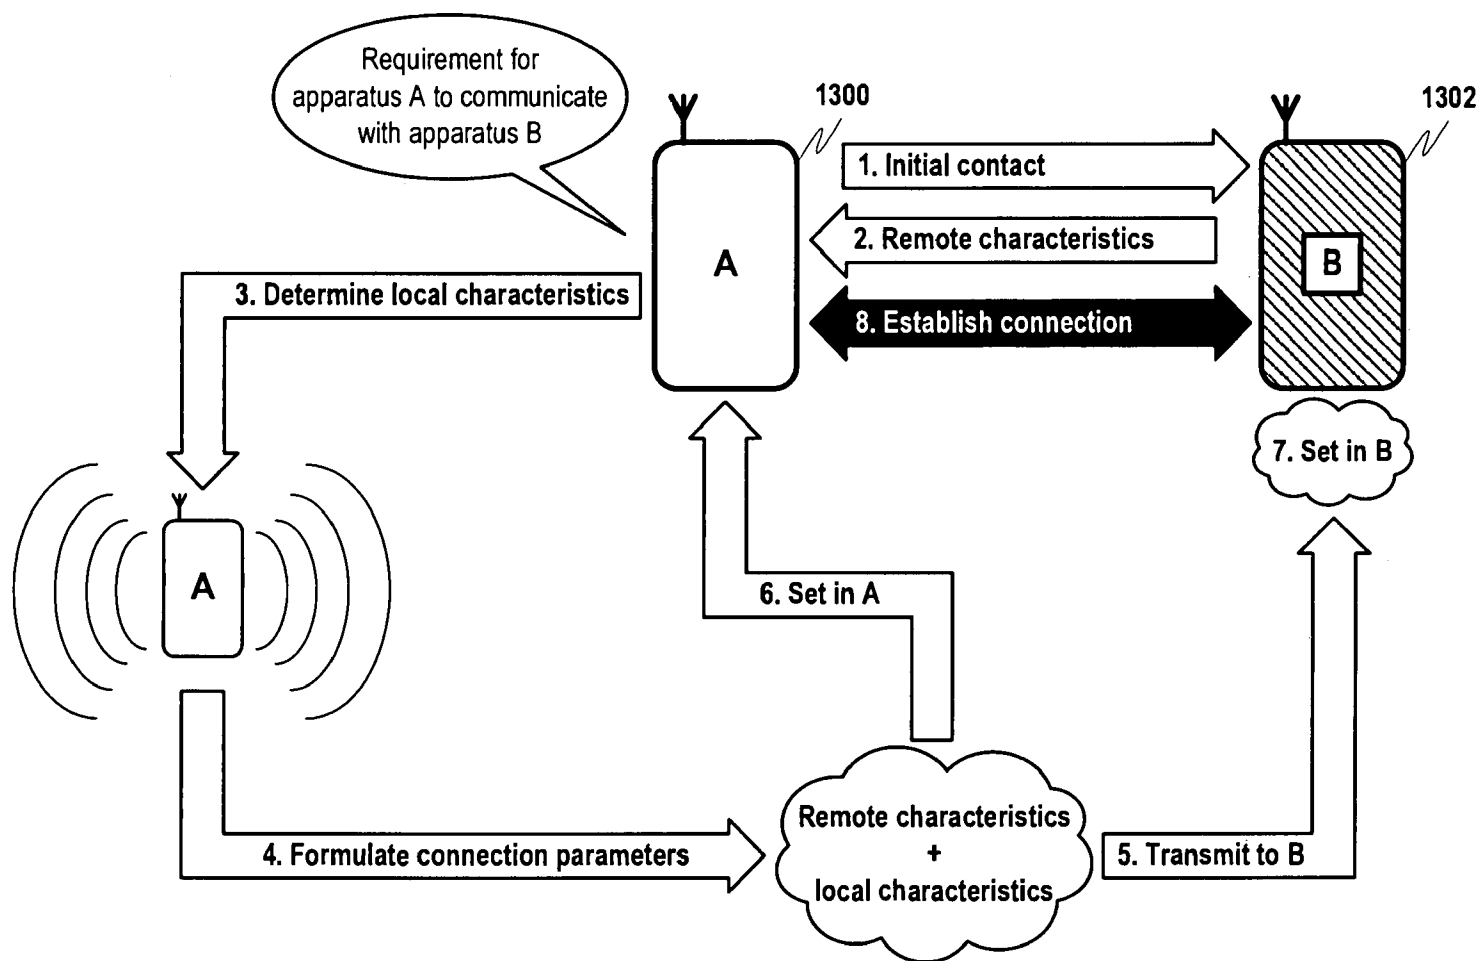 Requirement for
apparatus A to communicate
with apparatus B
1300
1302
1. Initial contact
2. Remote characteristics
A
B
3. Determine local characteristics
8. Establish connection
7. Set in B
A
6. Set in A
Remote characteristics
+
local characteristics
4. Formulate connection parameters
5. Transmit to B